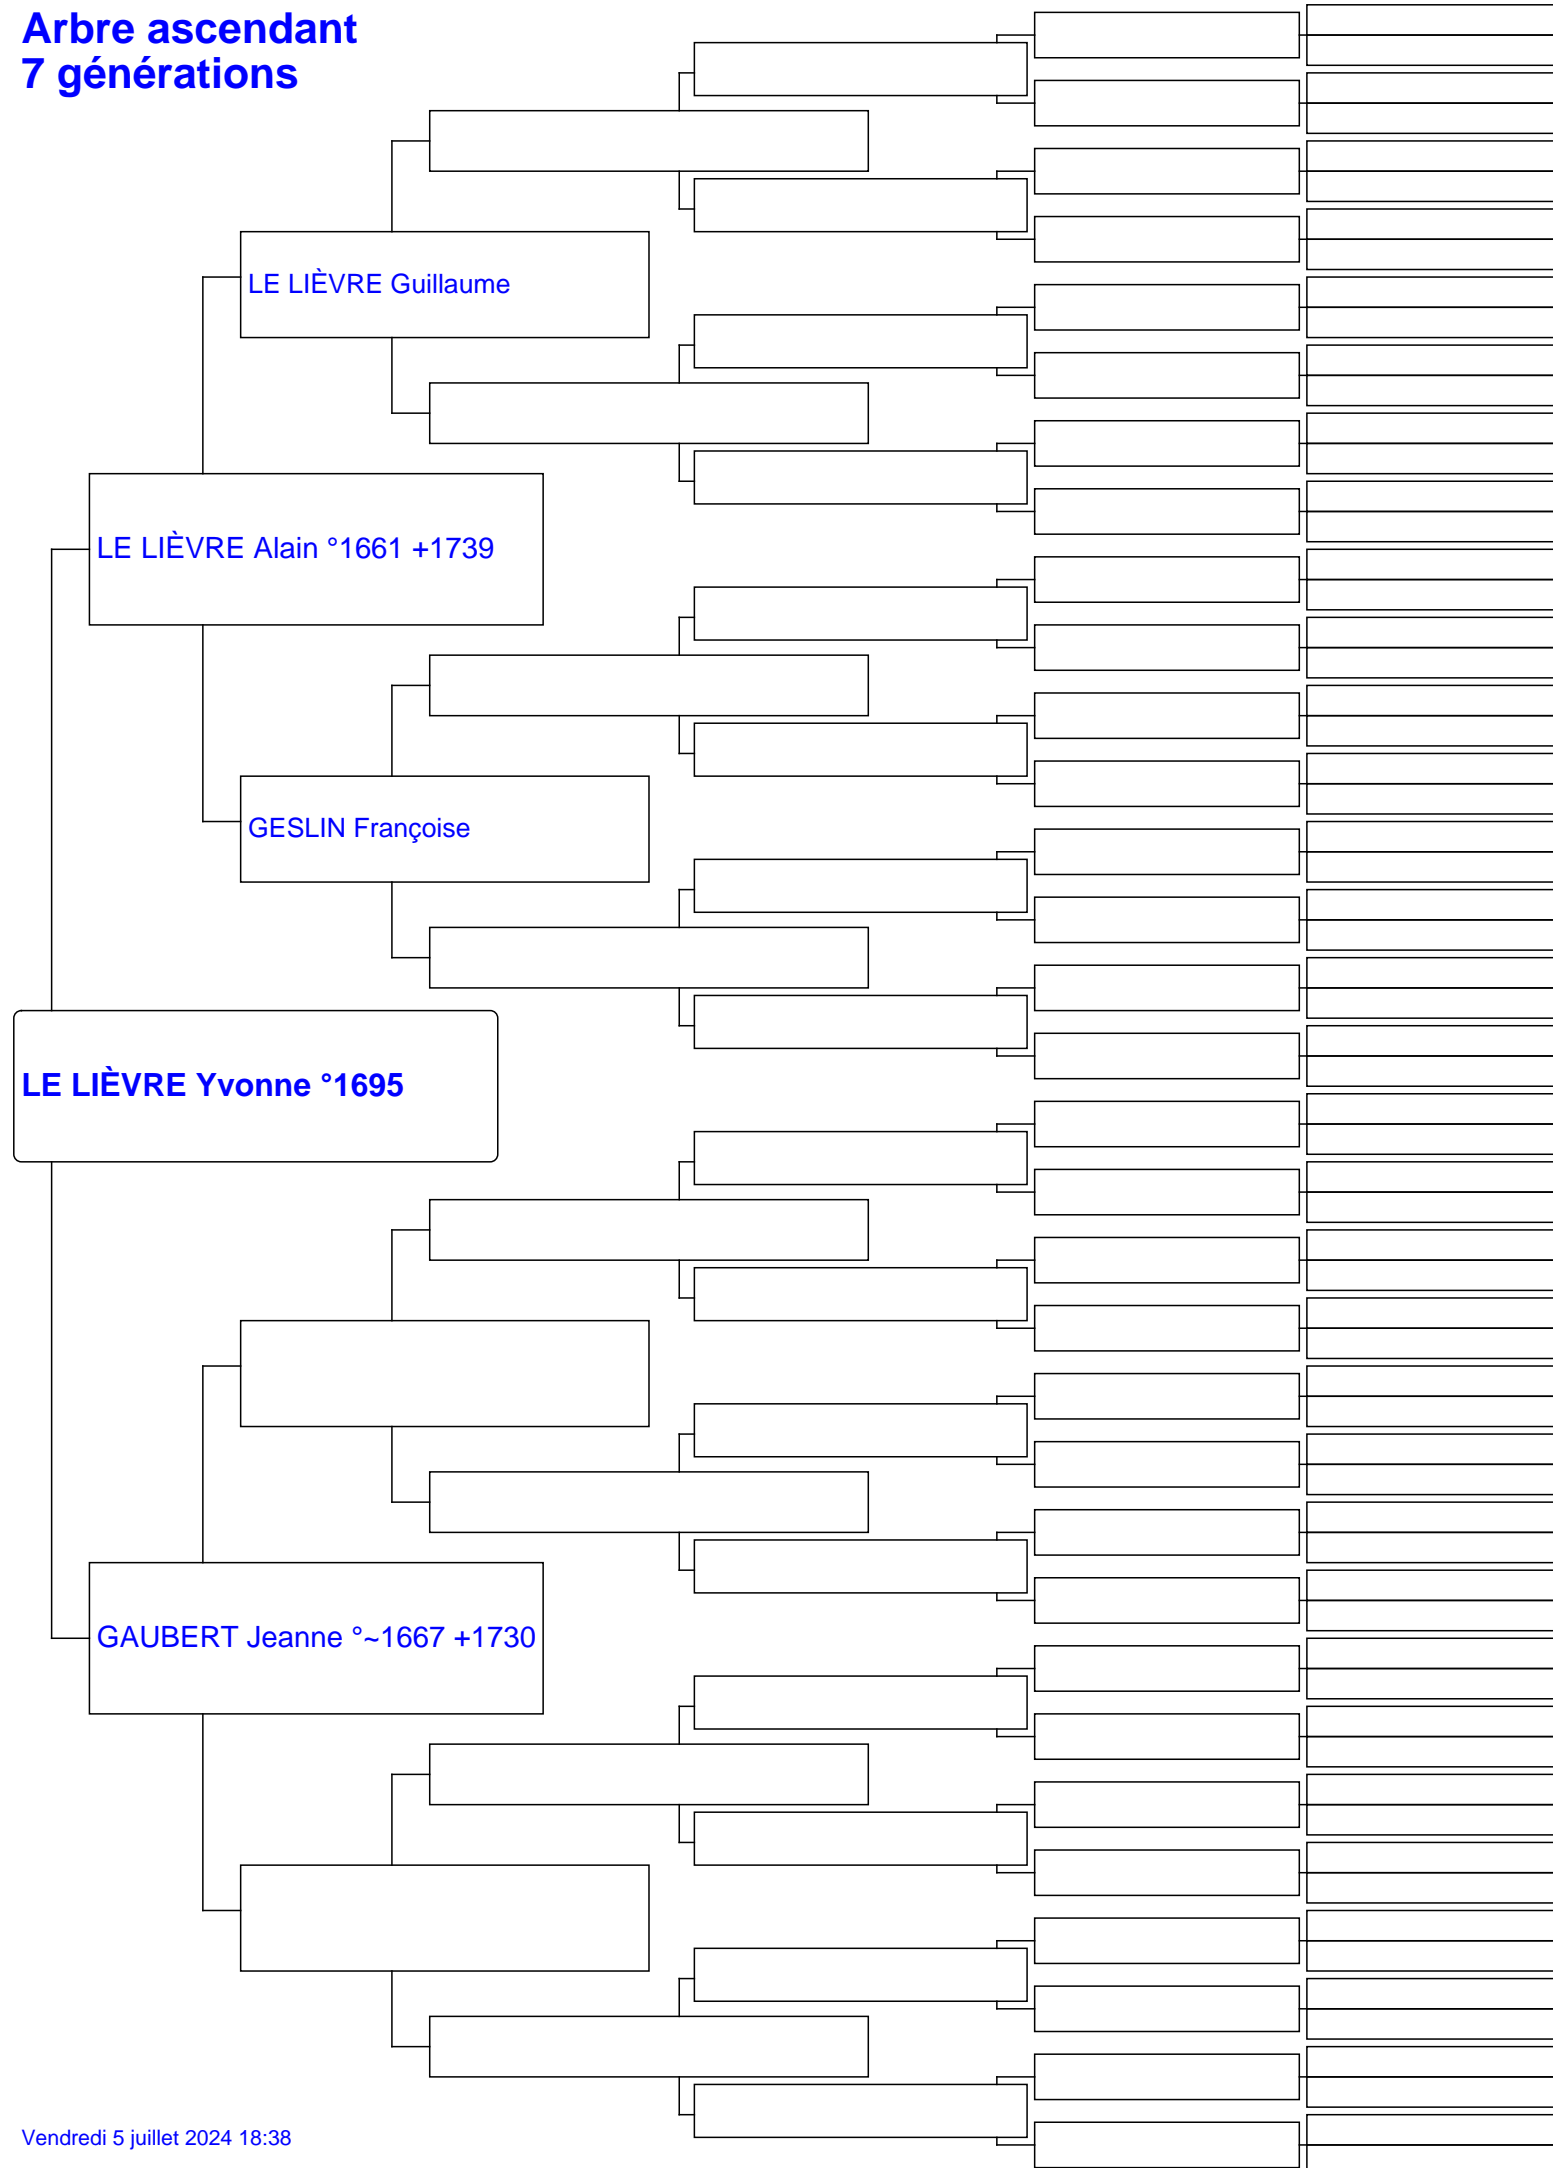 Arbre ascendant
7 générations
LE LIÈVRE Guillaume
LE LIÈVRE Alain °1661 +1739
GESLIN Françoise
LE LIÈVRE Yvonne °1695
GAUBERT Jeanne °~1667 +1730
Vendredi 5 juillet 2024 18:38